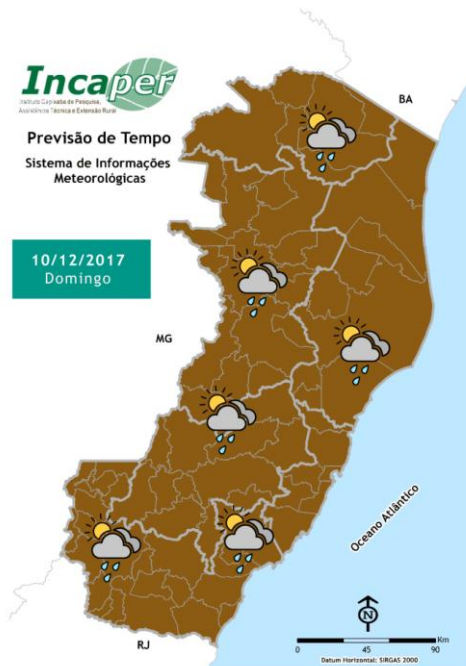 Incaper
Instituto Capixaba de Pesquisa,
Assistência Técnica e Extensão Rural
Previsão de Tempo
Sistema de Informações
Meteorológicas
10/12/2017
Domingo
BA
MG
Oceano Atlântico
RJ
N
0 45 90
Km
Datum Horizontal: SIRGAS 2000